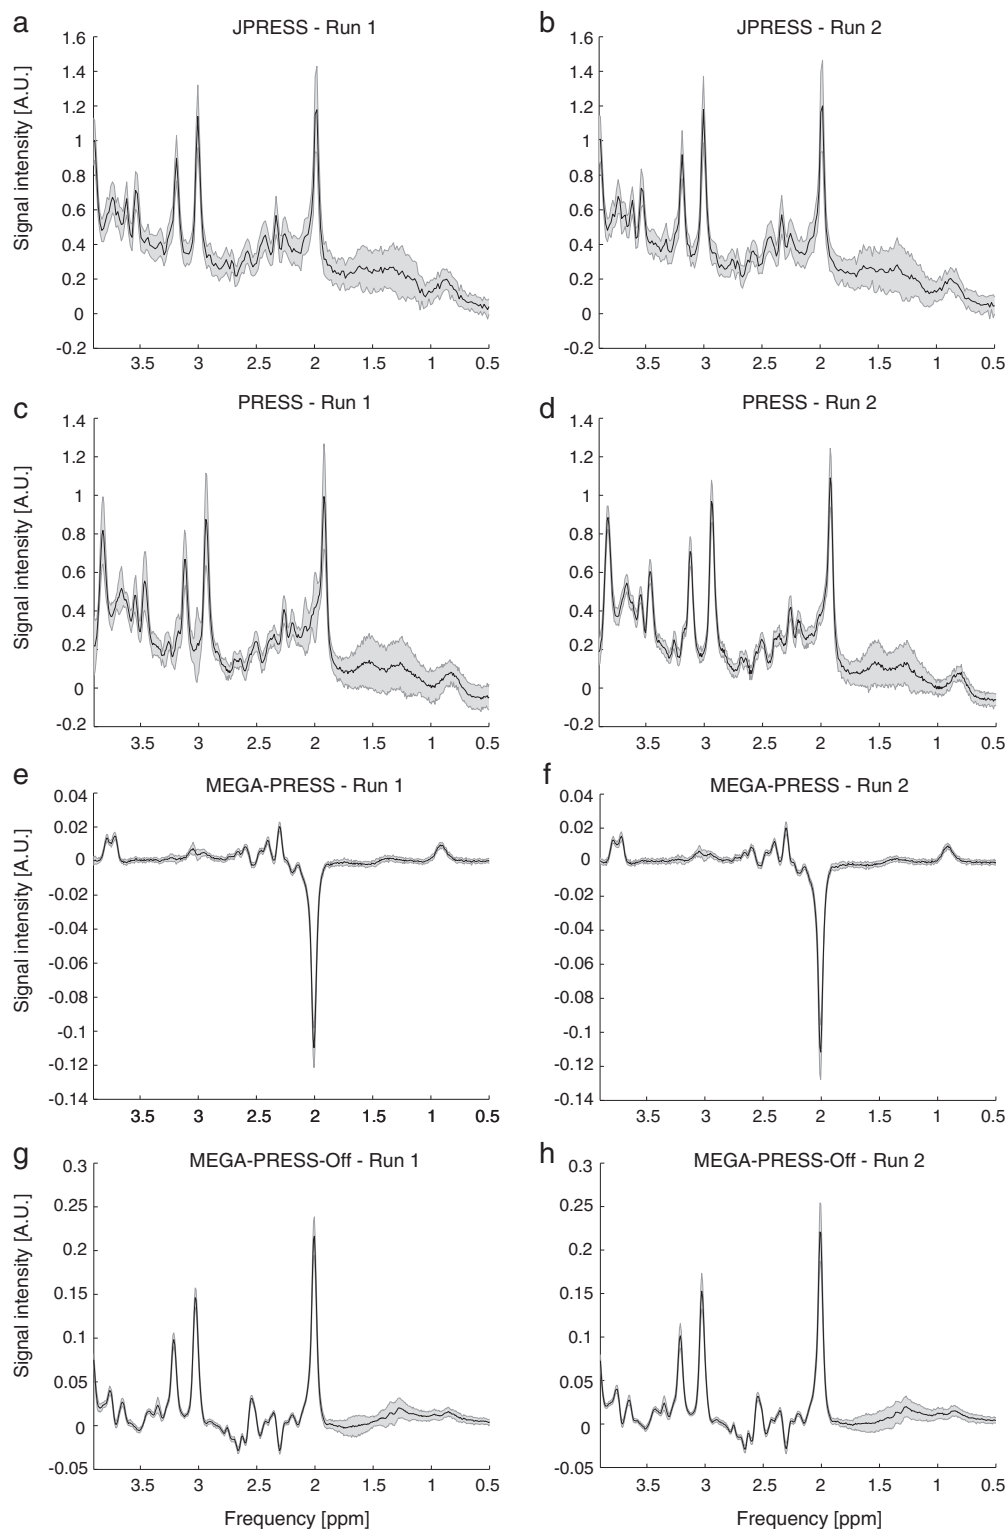 a
JPRESS - Run 1
Signal intensity [A.U.]
1.6
1.4
1.2
1
0.8
0.6
0.4
0.2
0
-0.2
3.5 3 2.5 2 1.5 1 0.5
b
JPRESS - Run 2
1.6
1.4
1.2
1
0.8
0.6
0.4
0.2
0
-0.2
3.5 3 2.5 2 1.5 1 0.5
c
PRESS - Run 1
Signal intensity [A.U.]
1.4
1.2
1
0.8
0.6
0.4
0.2
0
-0.2
3.5 3 2.5 2 1.5 1 0.5
d
PRESS - Run 2
1.4
1.2
1
0.8
0.6
0.4
0.2
0
-0.2
3.5 3 2.5 2 1.5 1 0.5
e
MEGA-PRESS - Run 1
Signal intensity [A.U.]
0.04
0.02
0
-0.02
-0.04
-0.06
-0.08
-0.1
-0.12
-0.14
3.5 3 2.5 2 1.5 1 0.5
f
MEGA-PRESS - Run 2
0.04
0.02
0
-0.02
-0.04
-0.06
-0.08
-0.1
-0.12
-0.14
3.5 3 2.5 2 1.5 1 0.5
g
MEGA-PRESS-Off - Run 1
Signal intensity [A.U.]
0.3
0.25
0.2
0.15
0.1
0.05
0
-0.05
3.5 3 2.5 2 1.5 1 0.5
Frequency [ppm]
h
MEGA-PRESS-Off - Run 2
0.3
0.25
0.2
0.15
0.1
0.05
0
-0.05
3.5 3 2.5 2 1.5 1 0.5
Frequency [ppm]